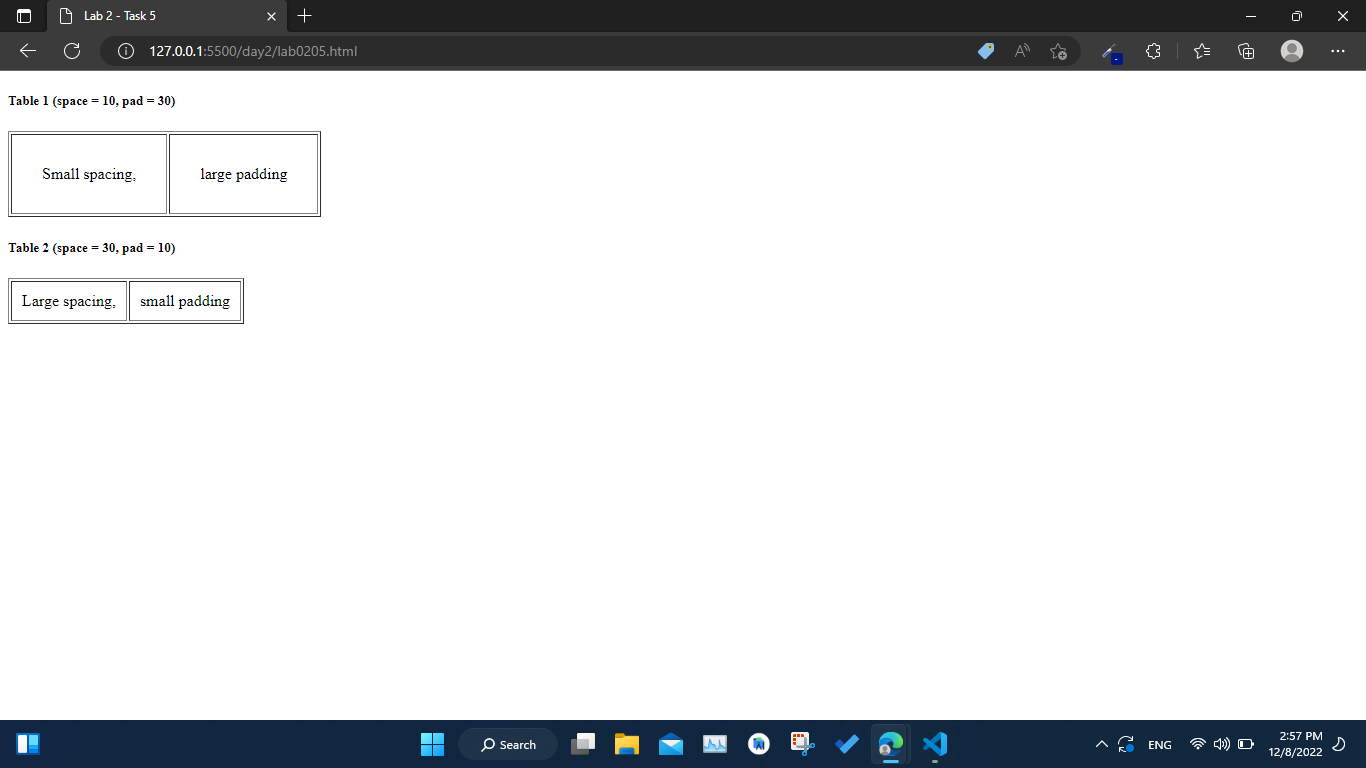 Lab 2 - Task 5
127.0.0.1:5500/day2/lab0205.html
Table 1 (space = 10, pad = 30)
Small spacing, large padding
Table 2 (space = 30, pad = 10)
Large spacing, small padding
Search
ENG
2:57 PM
12/8/2022